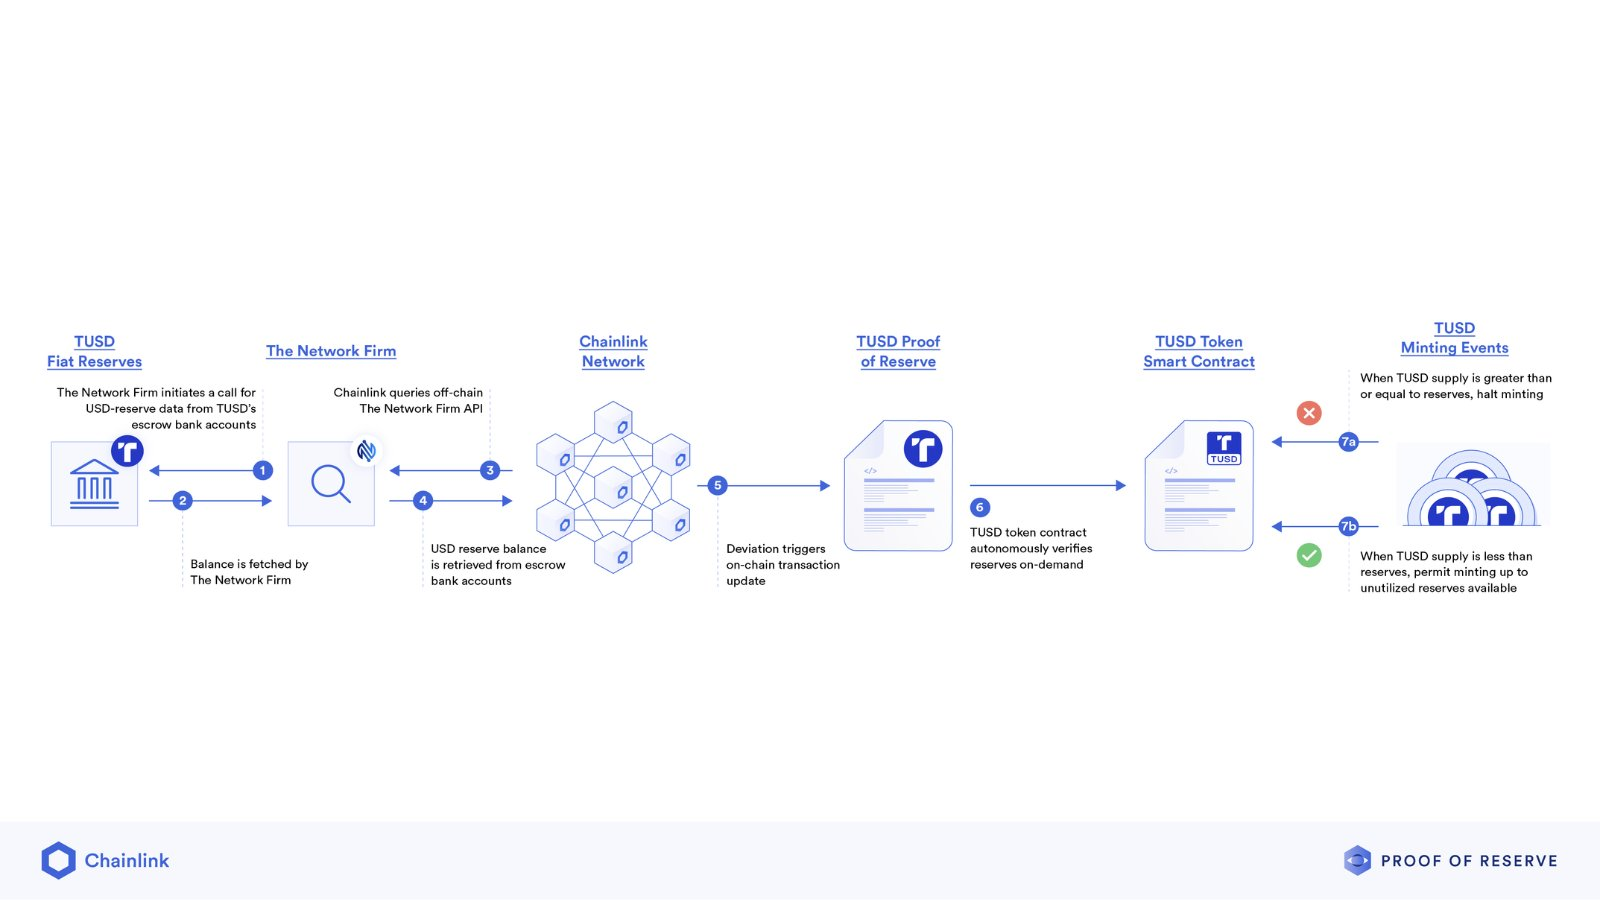 TUSD
Fiat Reserves
The Network Firm initiates a call for
USD-reserve data from TUSD's
escrow bank accounts
1
2
Balance is fetched by
The Network Firm
The Network Firm
Chainlink queries off-chain
The Network Firm API
3
4
USD reserve balance
is retrieved from escrow
bank accounts
Chainlink
Network
5
Deviation triggers
on-chain transaction
update
TUSD Proof
of Reserve
</>
6
TUSD token contract
autonomously verifies
reserves on-demand
TUSD Token
Smart Contract
TUSD
</>
TUSD
Minting Events
When TUSD supply is greater than
or equal to reserves, halt minting
7a
7b
When TUSD supply is less than
reserves, permit minting up to
unutilized reserves available
Chainlink
PROOF OF RESERVE